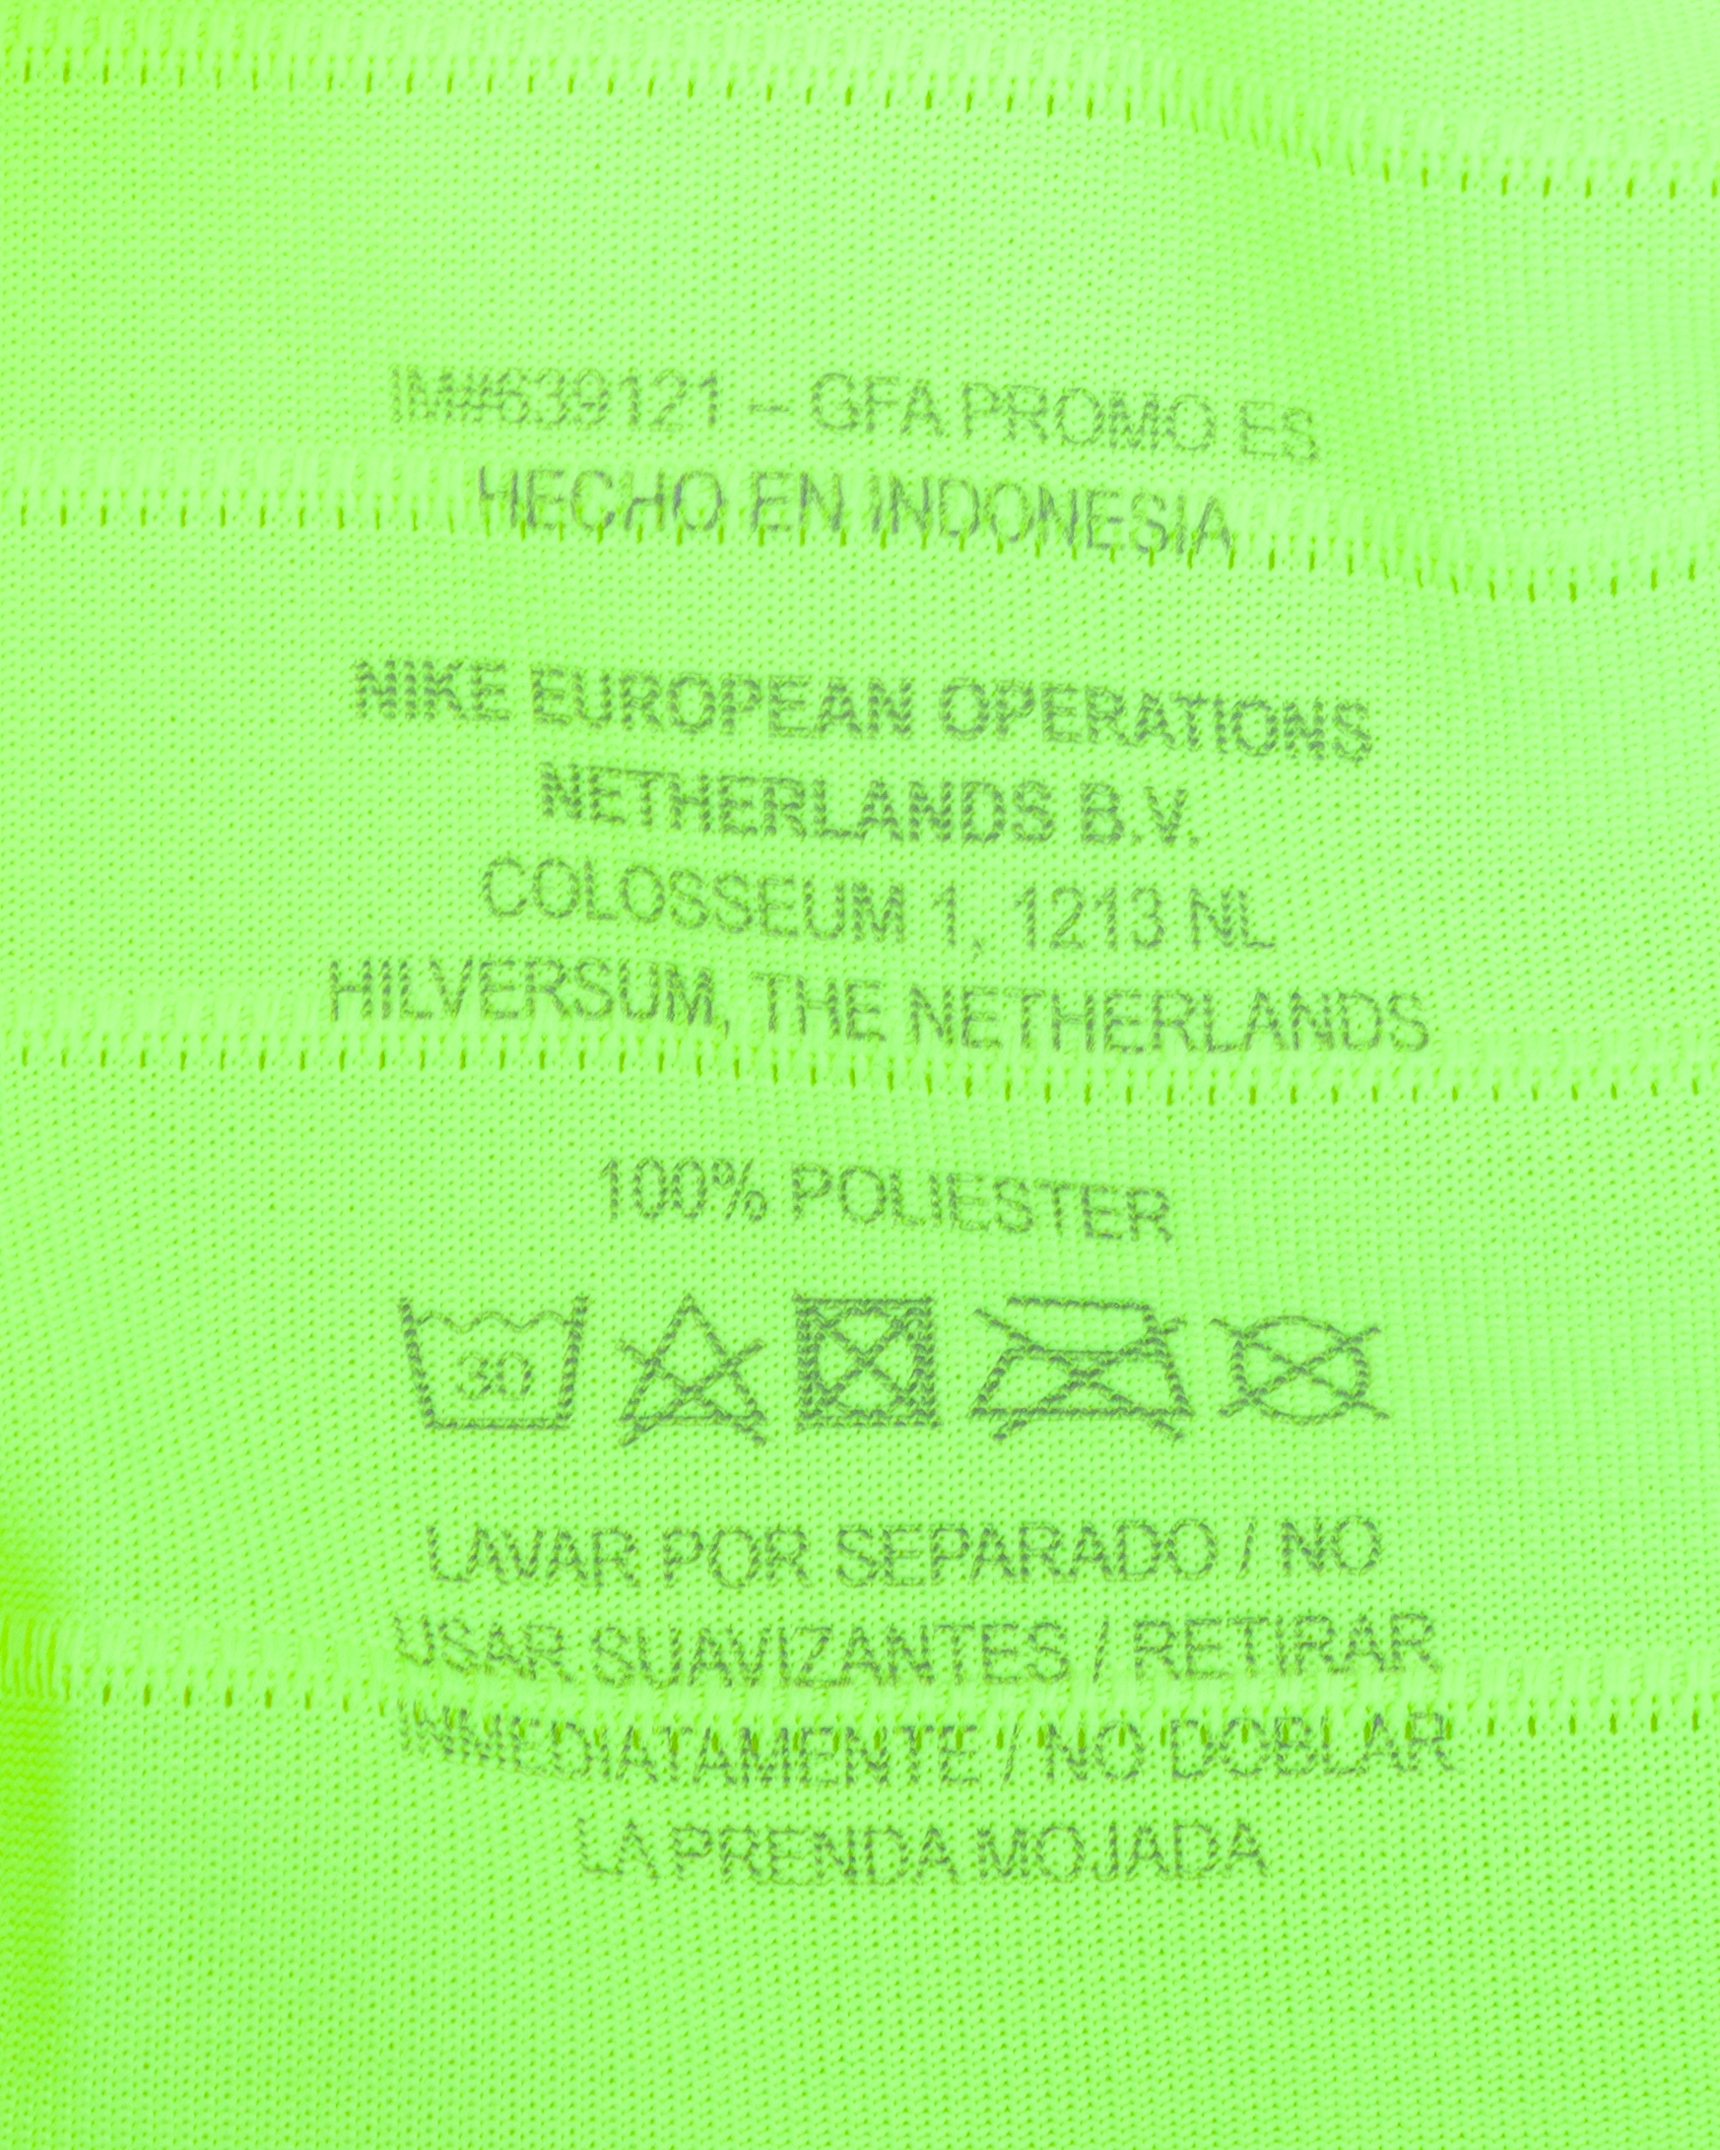 IM#639121 – GFA PROMO ES
HECHO EN INDONESIA
NIKE EUROPEAN OPERATIONS
NETHERLANDS B.V.
COLOSSEUM 1, 1213 NL
HILVERSUM, THE NETHERLANDS
100% POLIESTER
30
LAVAR POR SEPARADO / NO
USAR SUAVIZANTES / RETIRAR
INMEDIATAMENTE / NO DOBLAR
LA PRENDA MOJADA